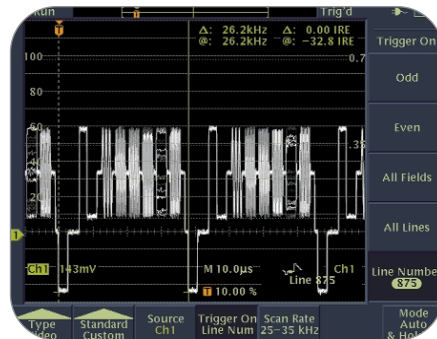 Run Trig'd
Δ: 26.2kHz Δ: 0.00 IRE
@: 26.2kHz @: -32.8 IRE
Trigger On
100
0.7
Odd
80
60
Even
.35
40
All Fields
20
All Lines
1
Ch1 143mV M 10.0µs Line 875 Ch1
Line Numbe
875
T 10.00 %
Type
Video
Standard
Custom
Source
Ch1
Trigger On
Line Num
Scan Rate
25-35 kHz
Mode
Auto
& Hol